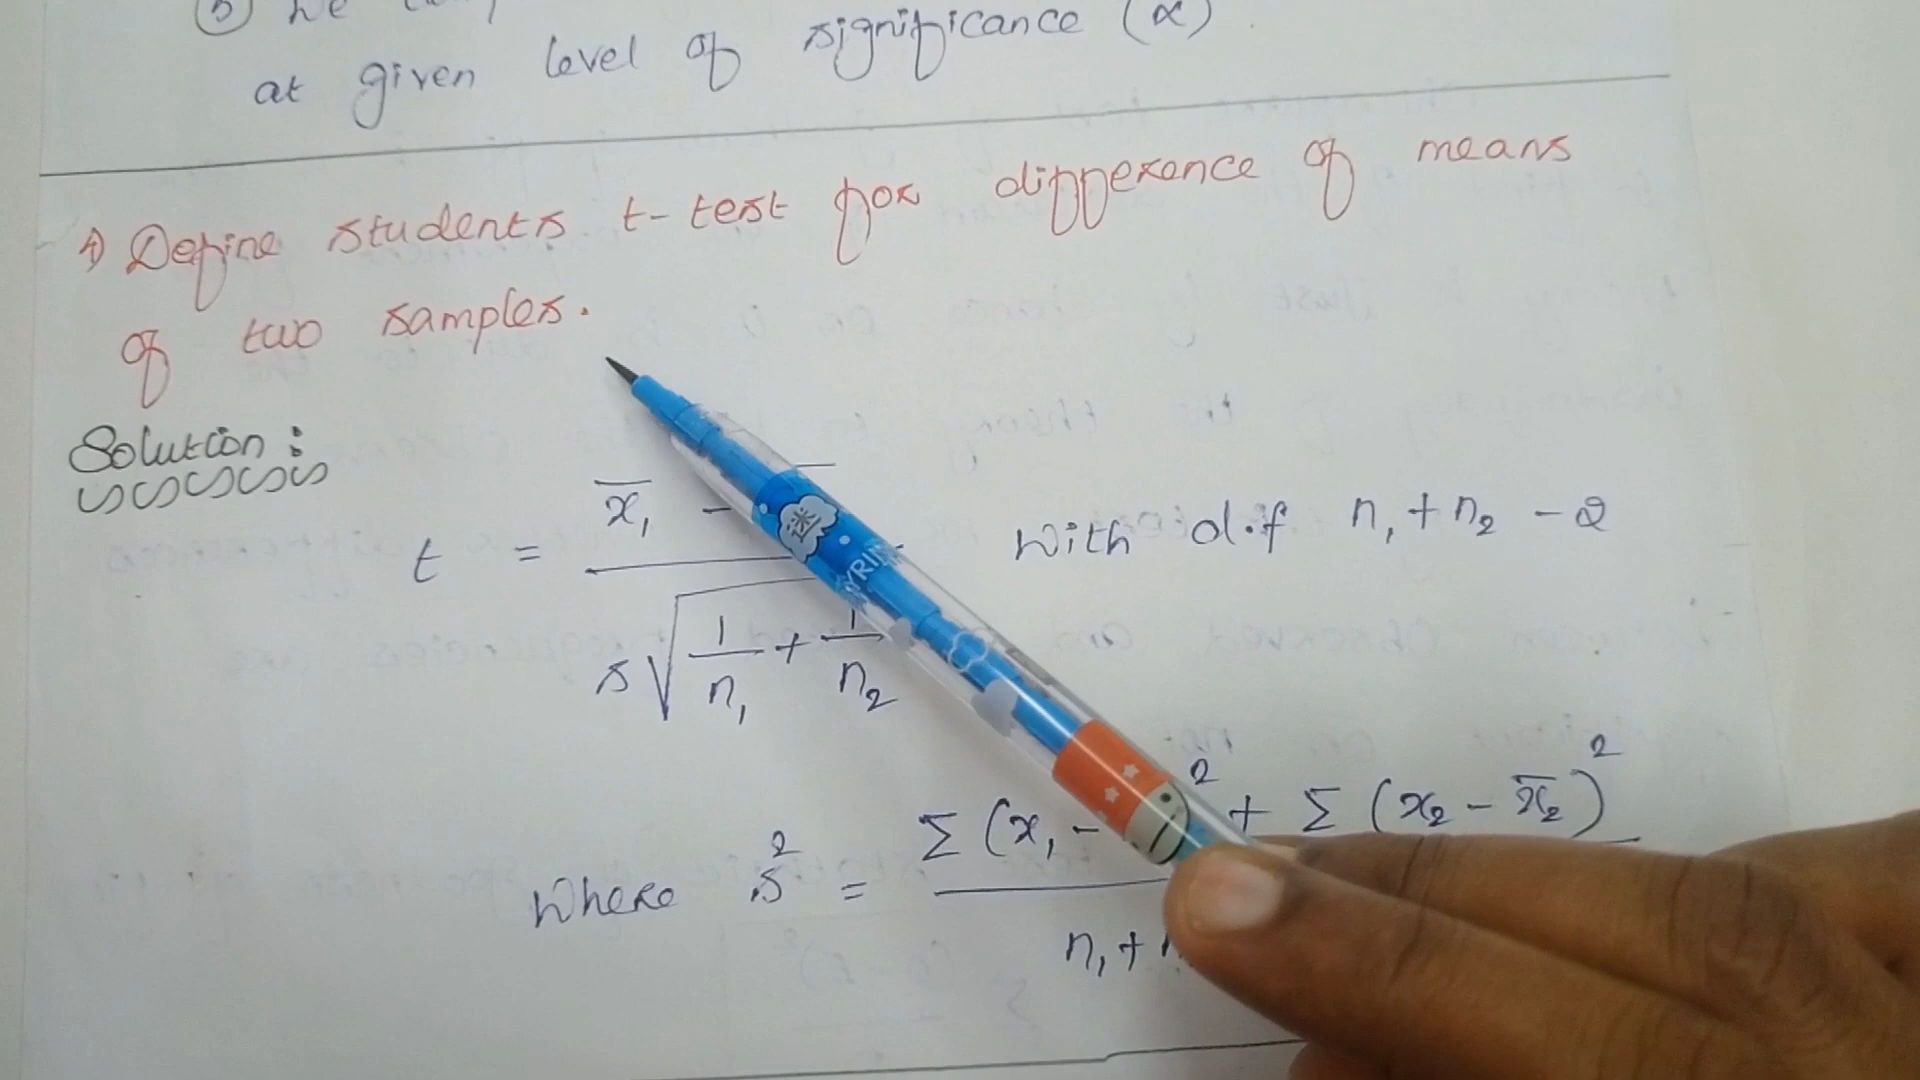 at given level of significance (α).
4) Define students t-test for difference of means
of two samples.
Solution:
t = x̄₁ - / s√(1/n₁ + 1/n₂) with d.f n₁ + n₂ - 2
where s² = Σ(x₁ - )² + Σ(x₂ - x̄₂)² / n₁ +